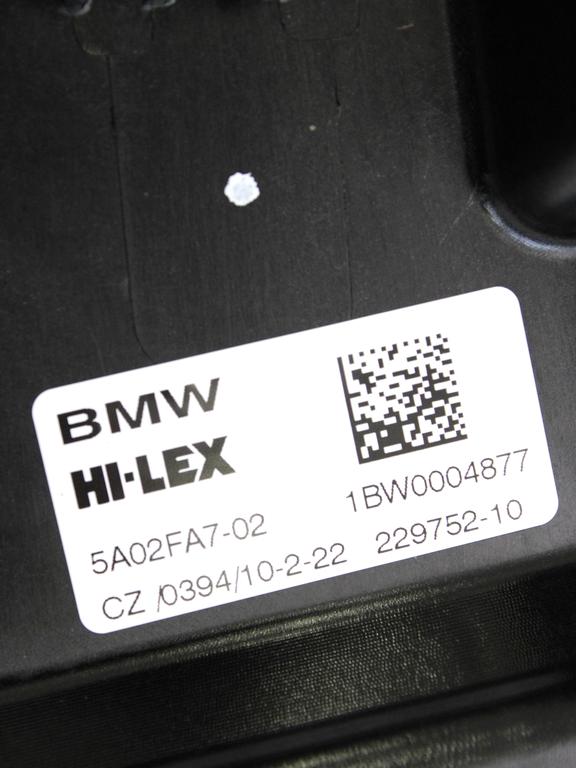 BMW
HI-LEX
5A02FA7-02
1BW0004877
CZ /0394/10-2-22 229752-10